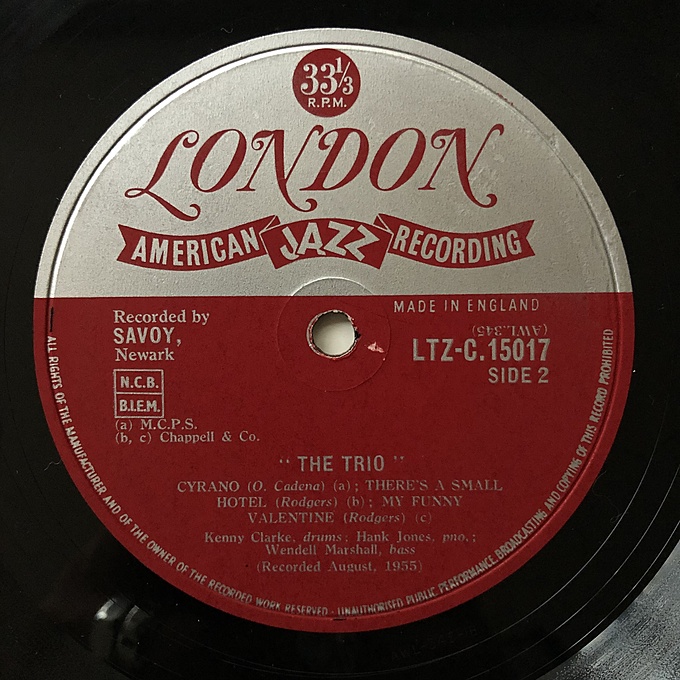 33⅓
R.P.M.
LONDON
AMERICAN JAZZ RECORDING
Recorded by
SAVOY,
Newark
MADE IN ENGLAND
(AWL.345)
LTZ-C.15017
SIDE 2
N.C.B.
B.I.E.M.
(a) M.C.P.S.
(b, c) Chappell & Co.
" THE TRIO "
CYRANO (O. Cadena) (a) ; THERE'S A SMALL
HOTEL (Rodgers) (b) ; MY FUNNY
VALENTINE (Rodgers) (c)
Kenny Clarke, drums ; Hank Jones, pno. ;
Wendell Marshall, bass
(Recorded August, 1955)
ALL RIGHTS OF THE MANUFACTURER AND OF THE OWNER OF THE RECORDED WORK RESERVED · UNAUTHORISED PUBLIC PERFORMANCE, BROADCASTING AND COPYING OF THIS RECORD PROHIBITED